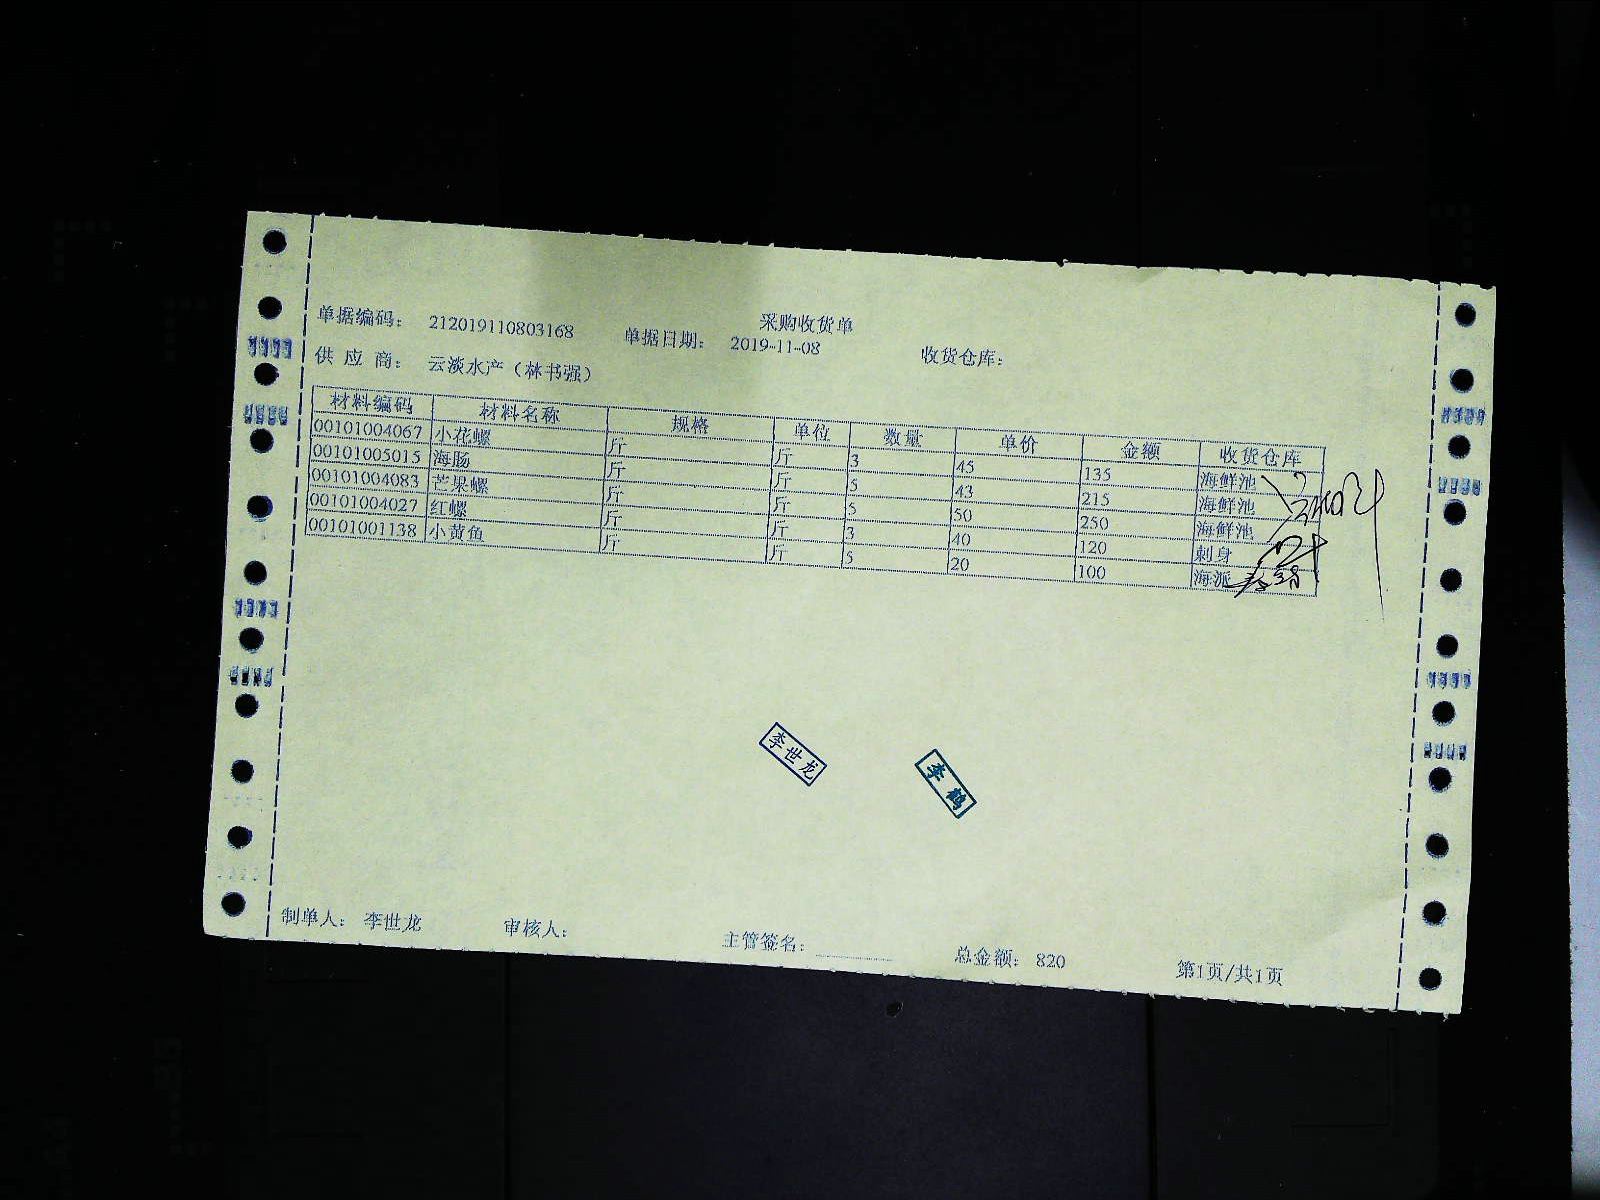 采购收货单
单据编码： 212019110803168 单据日期： 2019-11-08 收货仓库：
供 应 商： 云淡水产（林书强）
材料编码 材料名称 规格 单位 数量 单价 金额 收货仓库
00101004067 小花螺 斤 斤 3 45 135 海鲜池
00101005015 海肠 斤 斤 5 43 215 海鲜池
00101004083 芒果螺 斤 斤 5 50 250 海鲜池
00101004027 红螺 斤 斤 3 40 120 刺身
00101001138 小黄鱼 斤 斤 5 20 100 海派
李世龙
李鹤
制单人： 李世龙 审核人： 主管签名： 总金额： 820 第1页/共1页